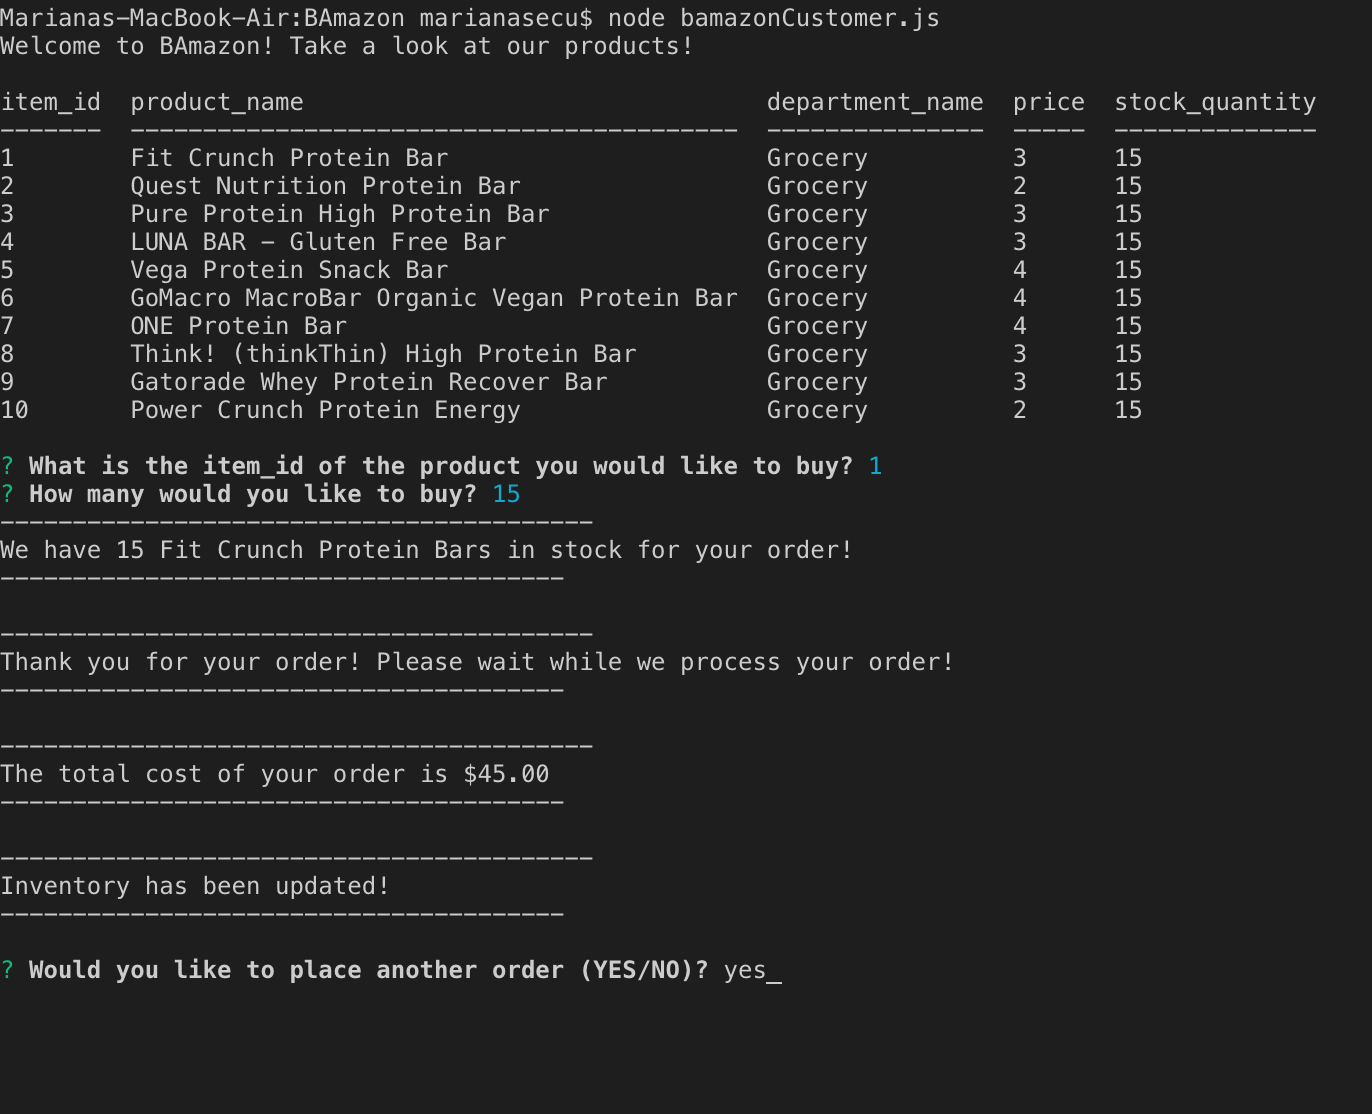 Marianas-MacBook-Air:BAmazon marianasecu$ node bamazonCustomer.js
Welcome to BAmazon! Take a look at our products!
item_id  product_name                                department_name  price  stock_quantity
-------  ------------------------------------------  ---------------  -----  --------------
1        Fit Crunch Protein Bar                      Grocery          3      15
2        Quest Nutrition Protein Bar                 Grocery          2      15
3        Pure Protein High Protein Bar               Grocery          3      15
4        LUNA BAR - Gluten Free Bar                  Grocery          3      15
5        Vega Protein Snack Bar                      Grocery          4      15
6        GoMacro MacroBar Organic Vegan Protein Bar  Grocery          4      15
7        ONE Protein Bar                             Grocery          4      15
8        Think! (thinkThin) High Protein Bar         Grocery          3      15
9        Gatorade Whey Protein Recover Bar           Grocery          3      15
10       Power Crunch Protein Energy                 Grocery          2      15
? What is the item_id of the product you would like to buy? 1
? How many would you like to buy? 15
-----------------------------------------
We have 15 Fit Crunch Protein Bars in stock for your order!
---------------------------------------
-----------------------------------------
Thank you for your order! Please wait while we process your order!
---------------------------------------
-----------------------------------------
The total cost of your order is $45.00
---------------------------------------
-----------------------------------------
Inventory has been updated!
---------------------------------------
? Would you like to place another order (YES/NO)? yes_